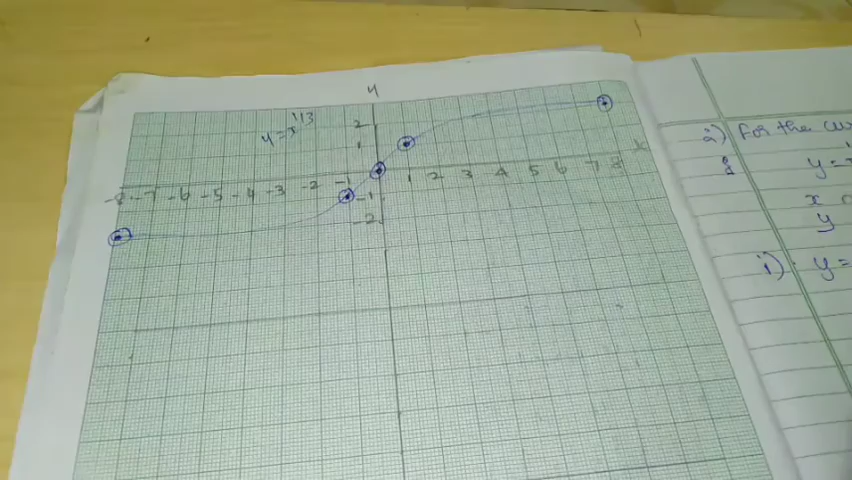 y
y = x^1/3
2
1
x
-8 -7 -6 -5 -4 -3 -2 -1 1 2 3 4 5 6 7 8
-1
-2
2) For the
y =
x
y
i) y =